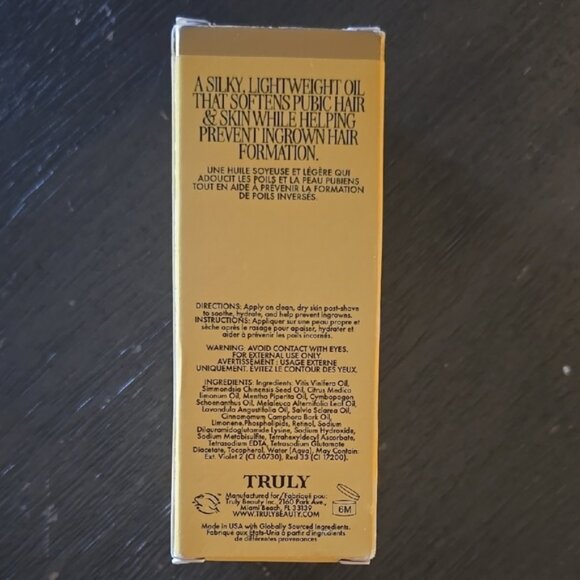 A SILKY, LIGHTWEIGHT OIL
THAT SOFTENS PUBIC HAIR
& SKIN WHILE HELPING
PREVENT INGROWN HAIR
FORMATION.
UNE HUILE SOYEUSE ET LÉGÈRE QUI
ADOUCIT LES POILS ET LA PEAU PUBIENS
TOUT EN AIDE À PRÉVENIR LA FORMATION
DE POILS INVERSÉS.
DIRECTIONS: Apply on clean, dry skin post-shave
to soothe, hydrate, and help prevent ingrowns.
INSTRUCTIONS: Appliquer sur une peau propre et
sèche après le rasage pour apaiser, hydrater et
aider à prévenir les poils incarnés.
WARNING: AVOID CONTACT WITH EYES.
FOR EXTERNAL USE ONLY
AVERTISSEMENT : USAGE EXTERNE
UNIQUEMENT. ÉVITEZ LE CONTOUR DES YEUX.
INGREDIENTS: Ingredients: Vitis Vinifera Oil,
Simmondsia Chinensis Seed Oil, Citrus Medica
Limonum Oil, Mentha Piperita Oil, Cymbopogon
Schoenanthus Oil, Melaleuca Alternifolia Leaf Oil,
Lavandula Angustifolia Oil, Salvia Sclarea Oil,
Cinnamomum Camphora Bark Oil,
Limonene, Phospholipids, Retinol, Sodium
Dilauramidoglutamide Lysine, Sodium Hydroxide,
Sodium Metabisulfite, Tetrahexyldecyl Ascorbate,
Tetrasodium EDTA, Tetrasodium Glutamate
Diacetate, Tocopherol, Water (Aqua), May Contain:
Ext. Violet 2 (CI 60730), Red 33 (CI 17200).
TRULY
Manufactured for/Fabriqué pou:
Truly Beauty Inc. 2160 Park Ave.,
Miami Beach, FL 33139
WWW.TRULYBEAUTY.COM
6M
Made in USA with Globally Sourced Ingredients.
Fabriqué aux États-Unis à partir d'ingrédients
de différentes provenances